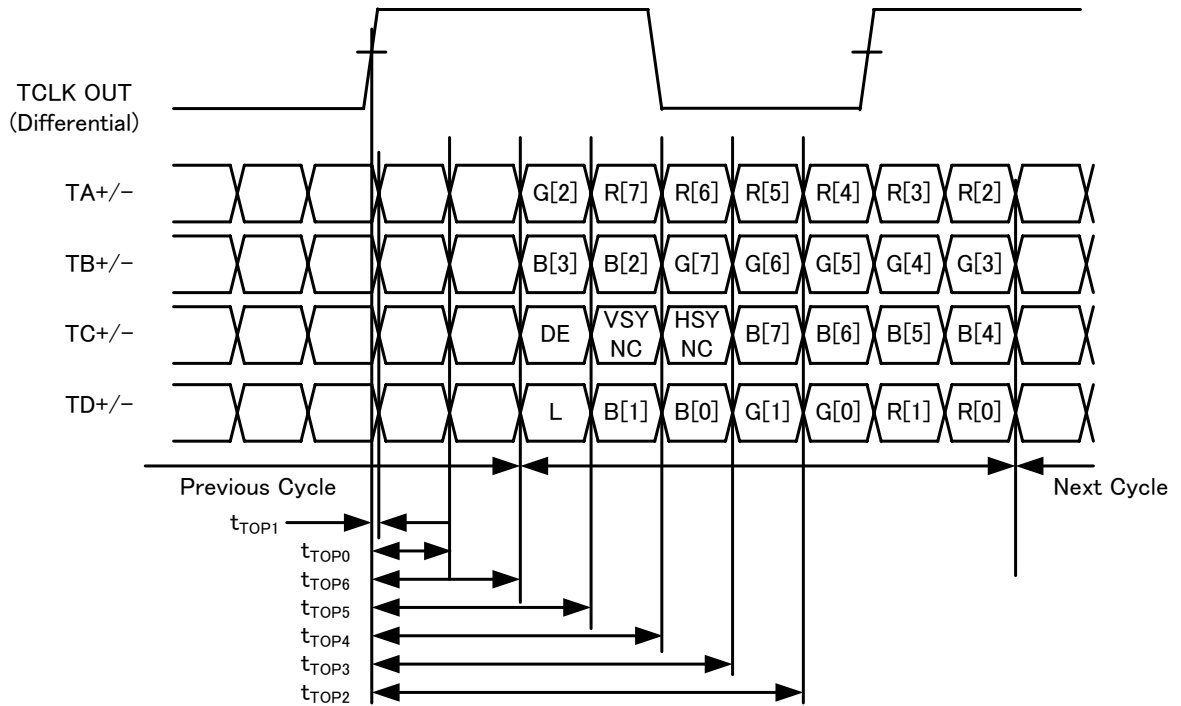 TCLK OUT
(Differential)
TA+/- G[2] R[7] R[6] R[5] R[4] R[3] R[2]
TB+/- B[3] B[2] G[7] G[6] G[5] G[4] G[3]
TC+/- DE VSY NC HSY NC B[7] B[6] B[5] B[4]
TD+/- L B[1] B[0] G[1] G[0] R[1] R[0]
Previous Cycle Next Cycle
tTOP1
tTOP0
tTOP6
tTOP5
tTOP4
tTOP3
tTOP2